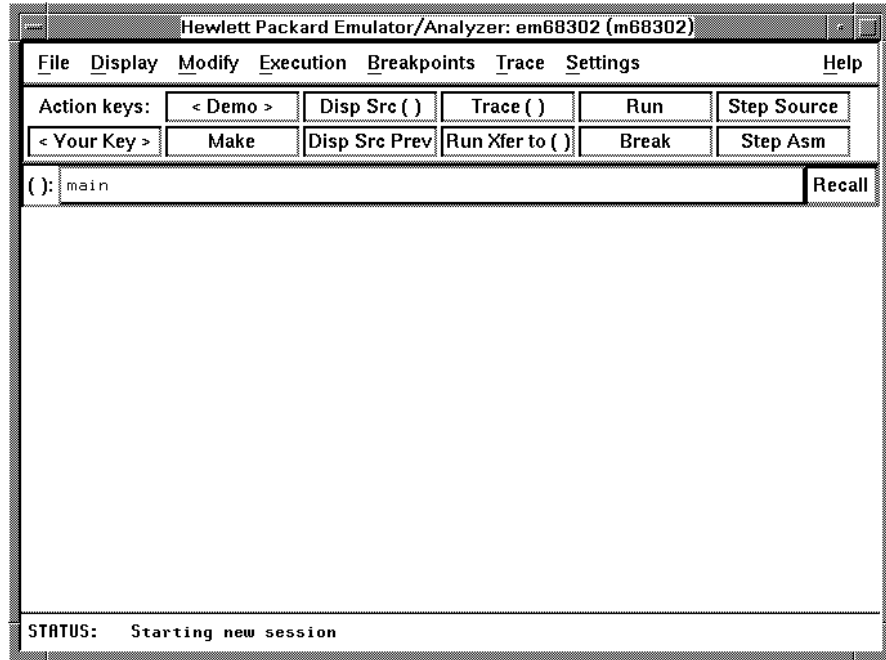 Hewlett Packard Emulator/Analyzer: em68302 (m68302)
File Display Modify Execution Breakpoints Trace Settings Help
Action keys: < Demo > Disp Src ( ) Trace ( ) Run Step Source
< Your Key > Make Disp Src Prev Run Xfer to ( ) Break Step Asm
( ): main Recall
STATUS: Starting new session